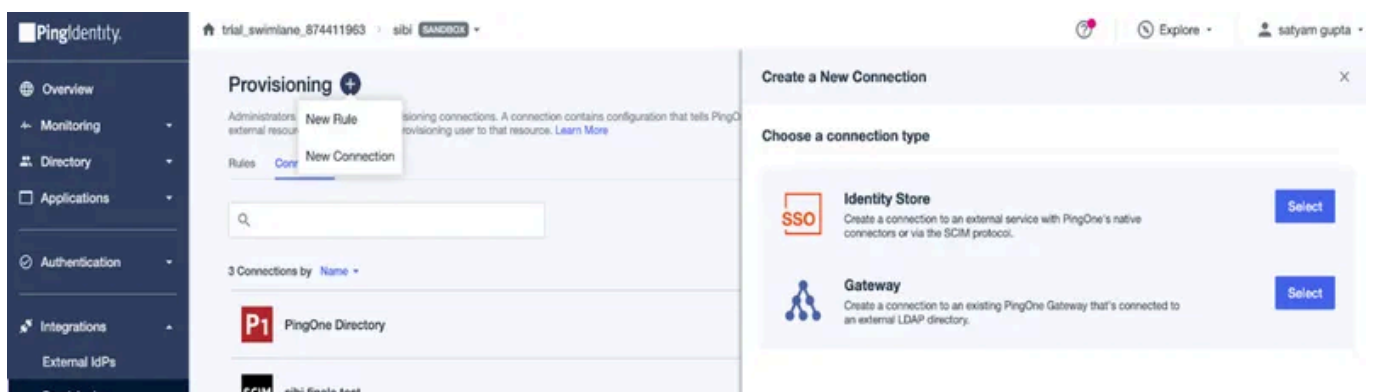 PingIdentity.
trial_swimlane_874411963 > sibi SANDBOX
Explore
satyam gupta
Overview
Monitoring
Directory
Applications
Authentication
Integrations
External IdPs
Provisioning
Administrators
sioning connections. A connection contains configuration that tells PingO
external resour
rovisioning user to that resource. Learn More
New Rule
New Connection
Rules Con
3 Connections by Name
P1 PingOne Directory
SCIM
Create a New Connection
Choose a connection type
SSO
Identity Store
Select
Create a connection to an external service with PingOne's native
connectors or via the SCIM protocol.
Gateway
Select
Create a connection to an existing PingOne Gateway that's connected to
an external LDAP directory.